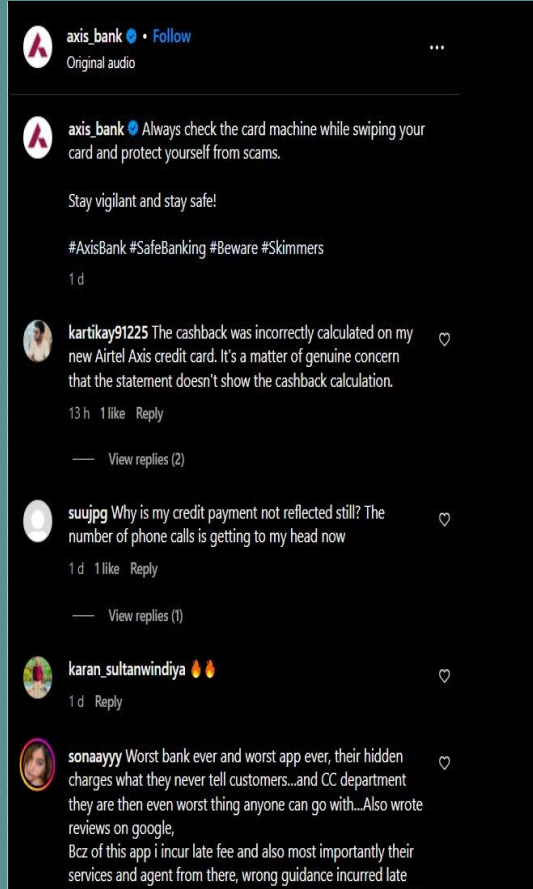 axis_bank • Follow
Original audio
axis_bank Always check the card machine while swiping your
card and protect yourself from scams.
Stay vigilant and stay safe!
#AxisBank #SafeBanking #Beware #Skimmers
1 d
kartikay91225 The cashback was incorrectly calculated on my
new Airtel Axis credit card. It's a matter of genuine concern
that the statement doesn't show the cashback calculation.
13 h 1 like Reply
View replies (2)
suujpg Why is my credit payment not reflected still? The
number of phone calls is getting to my head now
1 d 1 like Reply
View replies (1)
karan_sultanwindiya 🔥🔥
1 d Reply
sonaayyy Worst bank ever and worst app ever, their hidden
charges what they never tell customers...and CC department
they are then even worst thing anyone can go with...Also wrote
reviews on google,
Bcz of this app i incur late fee and also most importantly their
services and agent from there, wrong guidance incurred late